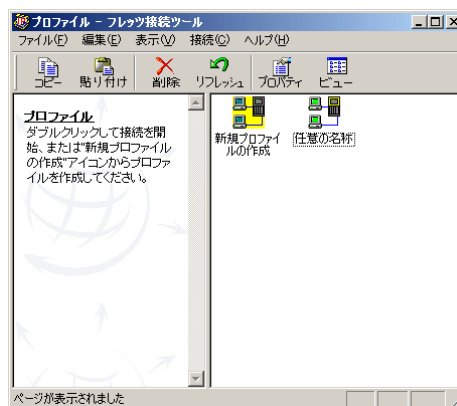 プロファイル - フレッツ接続ツール
ファイル(F) 編集(E) 表示(V) 接続(C) ヘルプ(H)
コピー 貼り付け 削除 リフレッシュ プロパティ ビュー
プロファイル
ダブルクリックして接続を開
始、または"新規プロファイル
の作成"アイコンからプロファ
イルを作成してください。
新規プロファイ
ルの作成
任意の名称
ページが表示されました